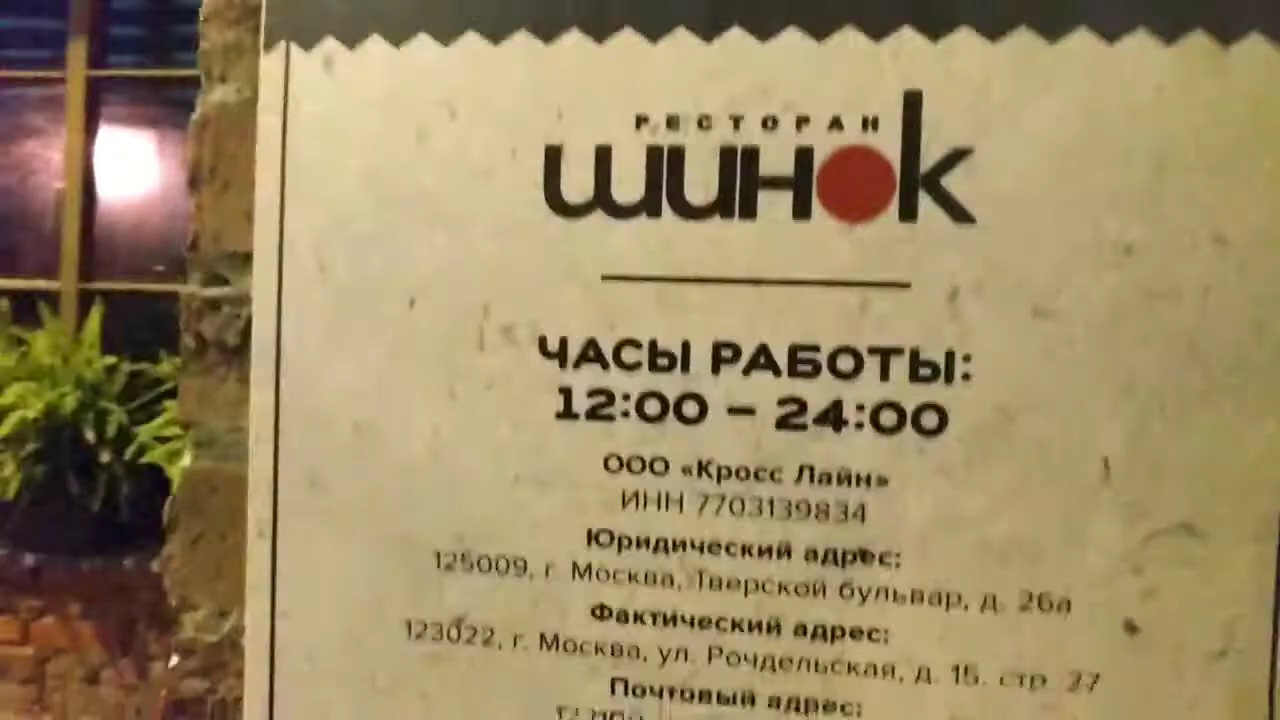 РЕСТОРАН
шинок
ЧАСЫ РАБОТЫ:
12:00 – 24:00
ООО «Кросс Лайн»
ИНН 7703139834
Юридический адрес:
125009, г. Москва, Тверской бульвар, д. 26а
Фактический адрес:
123022, г. Москва, ул. Рочдельская, д. 15. стр. 27
Почтовый адрес: